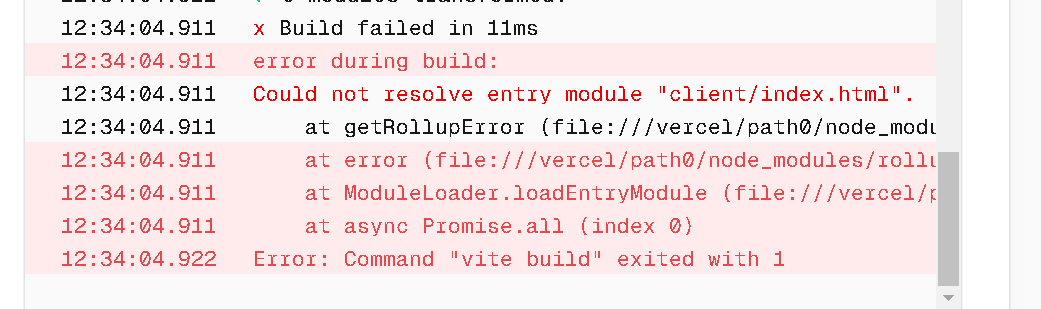 12:34:04.911 x Build failed in 11ms
12:34:04.911 error during build:
12:34:04.911 Could not resolve entry module "client/index.html".
12:34:04.911 at getRollupError (file:///vercel/path0/node_modu
12:34:04.911 at error (file:///vercel/path0/node_modules/rollu
12:34:04.911 at ModuleLoader.loadEntryModule (file:///vercel/p
12:34:04.911 at async Promise.all (index 0)
12:34:04.922 Error: Command "vite build" exited with 1